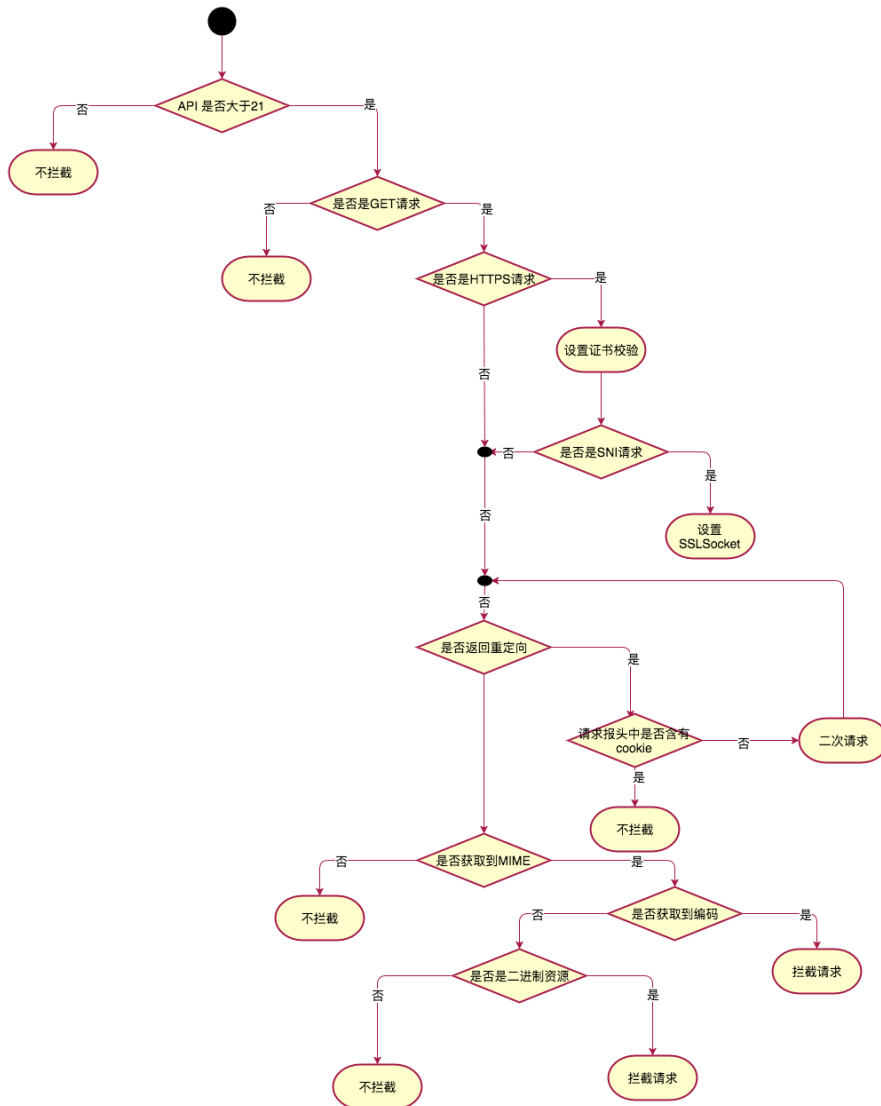 API 是否大于21
否
是
不拦截
是否是GET请求
否
是
不拦截
是否是HTTPS请求
是
设置证书校验
否
是否是SNI请求
否
是
设置
SSLSocket
否
否
是否返回重定向
是
请求报头中是否含有
cookie
否
二次请求
是
不拦截
是否获取到MIME
否
是
不拦截
是否获取到编码
否
是
拦截请求
是否是二进制资源
否
是
不拦截
拦截请求